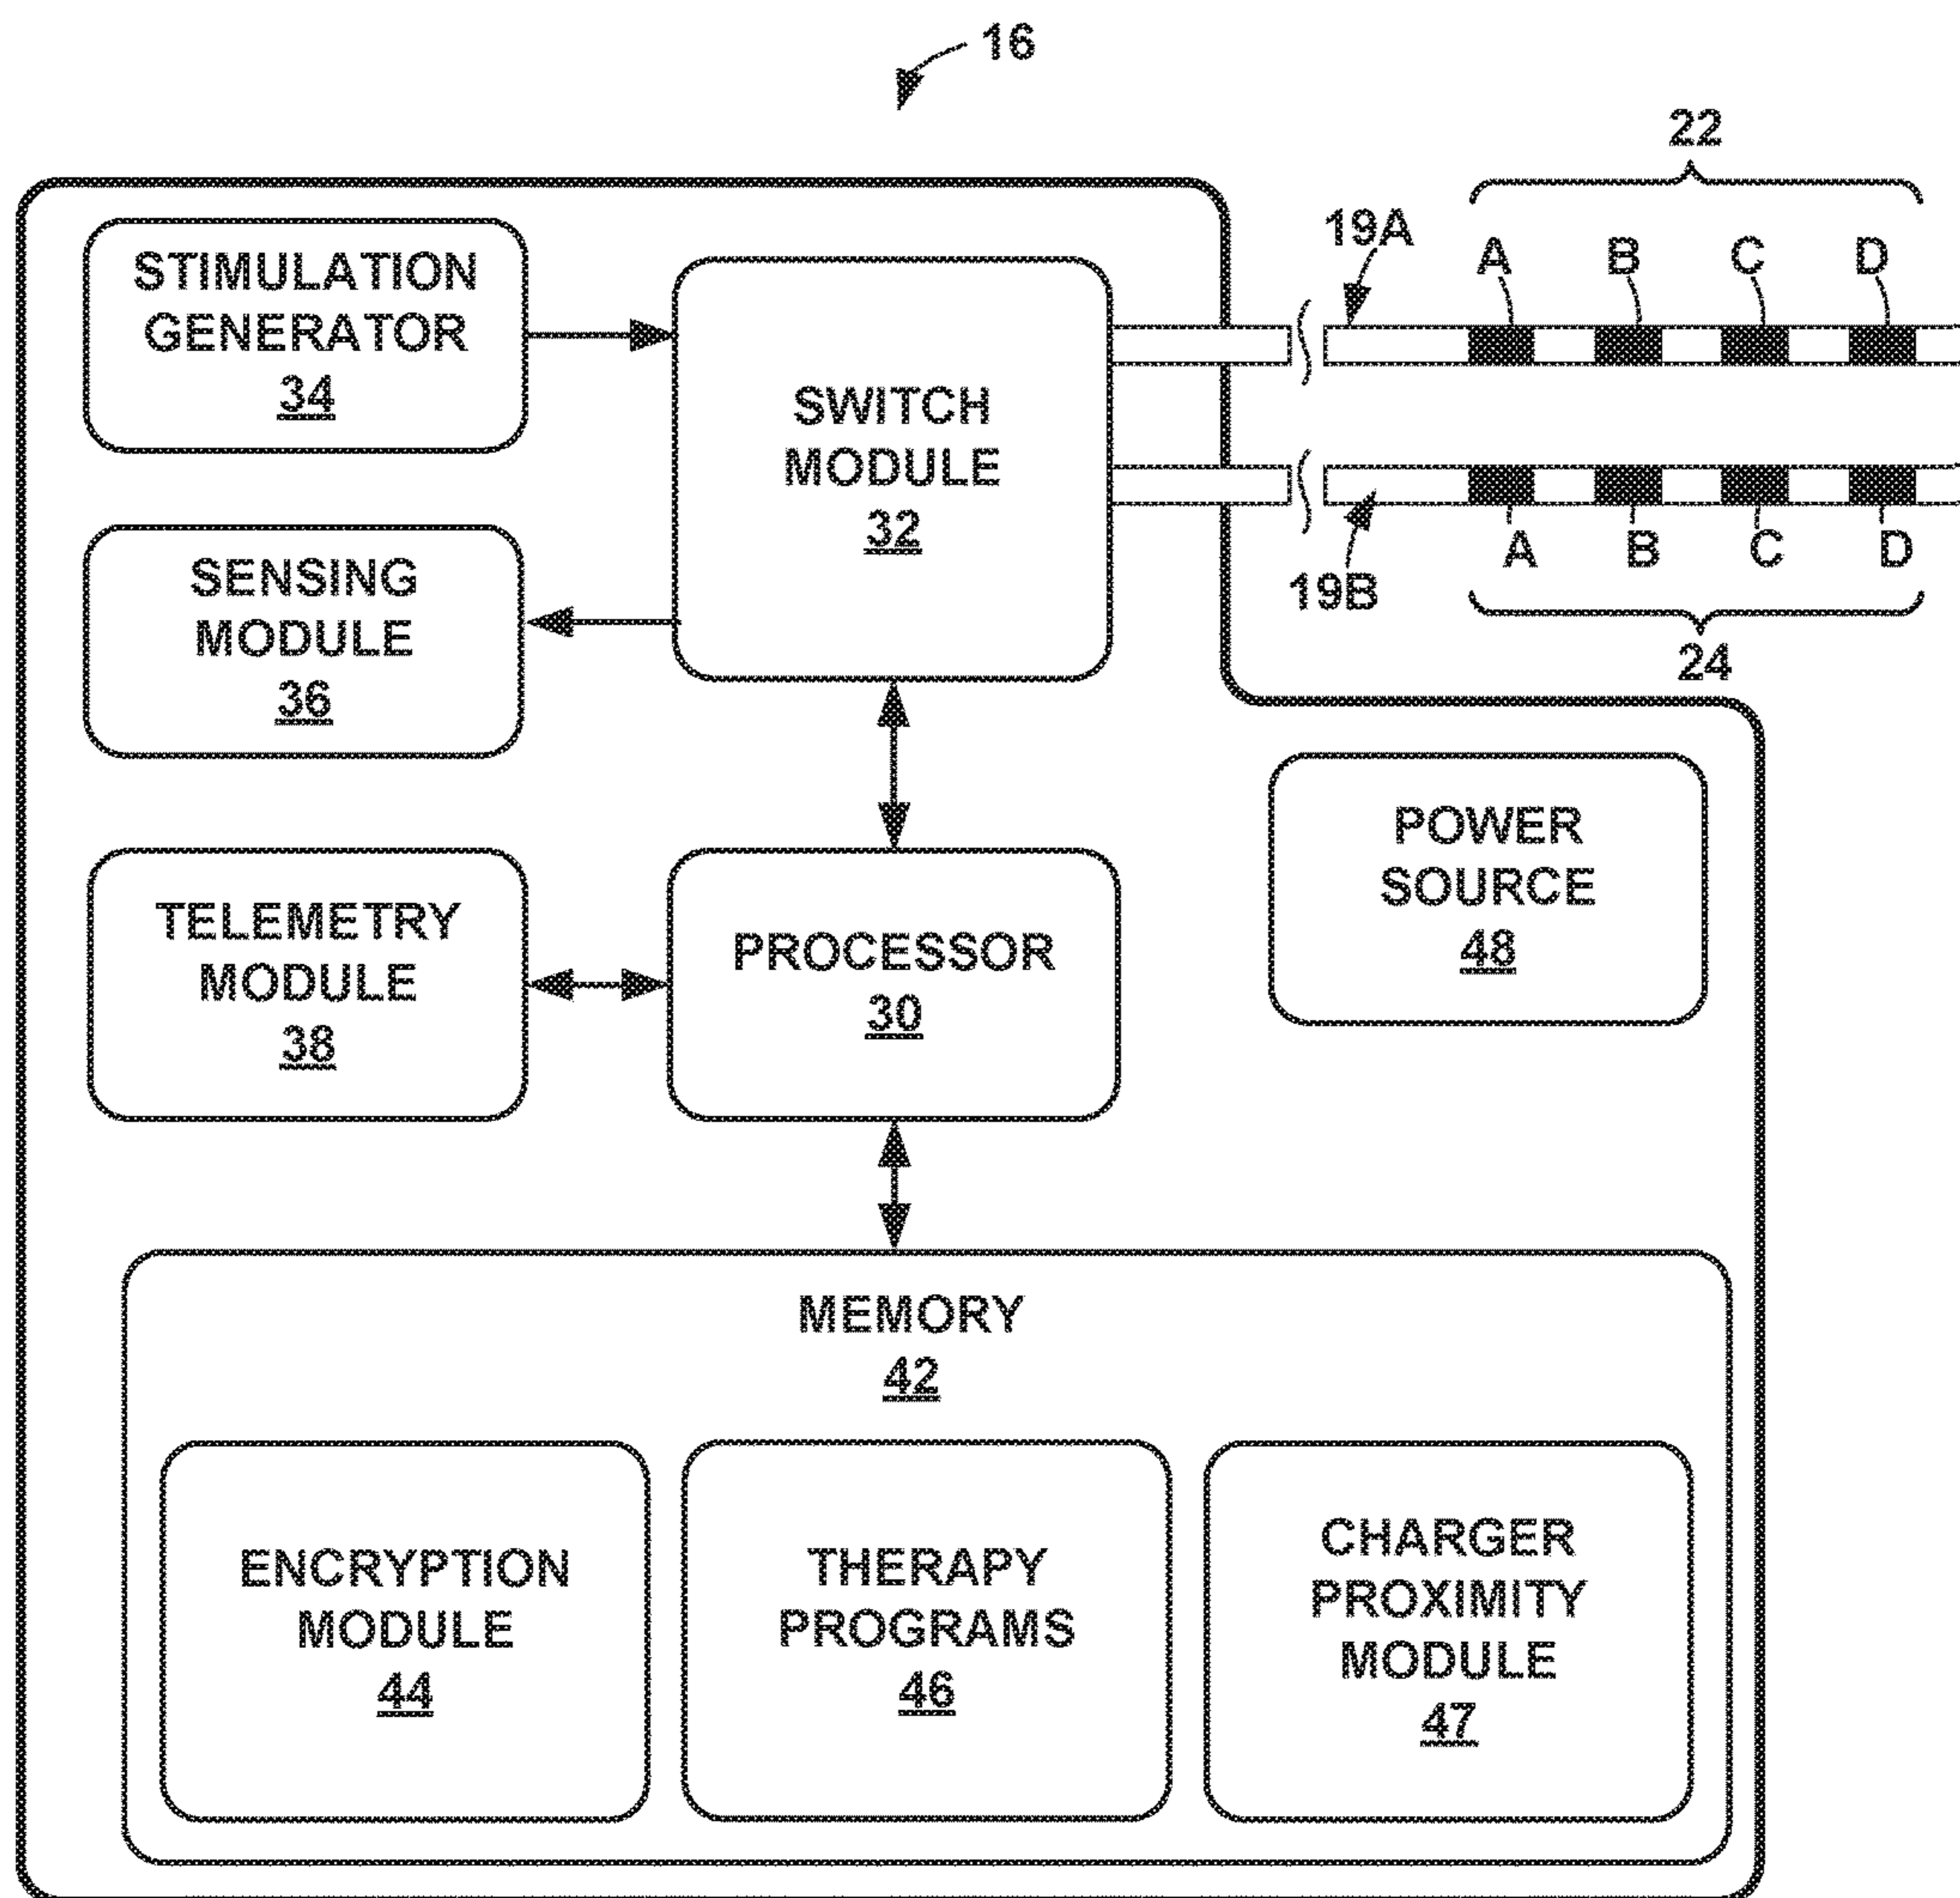 16
22
19A
A B C D
STIMULATION
GENERATOR
34
SWITCH
MODULE
32
A B C D
19B
24
SENSING
MODULE
36
POWER
SOURCE
48
TELEMETRY
MODULE
38
PROCESSOR
30
MEMORY
42
ENCRYPTION
MODULE
44
THERAPY
PROGRAMS
46
CHARGER
PROXIMITY
MODULE
47